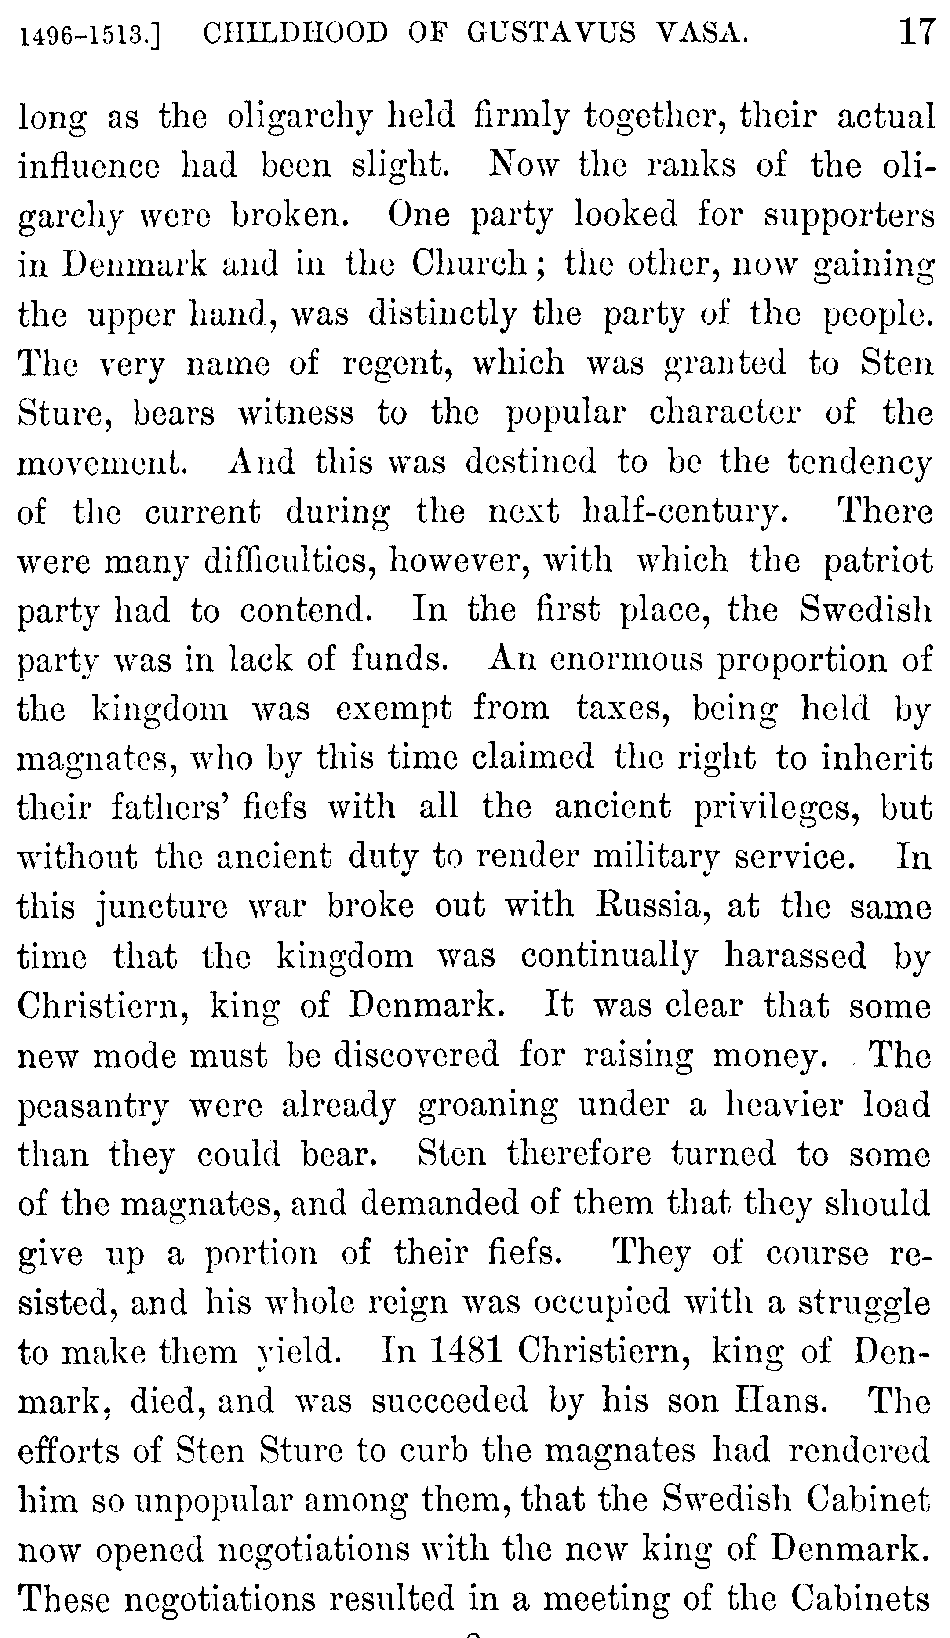 1496–1513.] CHILDHOOD OF GUSTAVUS VASA. 17
long as the oligarchy held firmly together, their actual
influence had been slight. Now the ranks of the oli-
garchy were broken. One party looked for supporters
in Denmark and in the Church; the other, now gaining
the upper hand, was distinctly the party of the people.
The very name of regent, which was granted to Sten
Sture, bears witness to the popular character of the
movement. And this was destined to be the tendency
of the current during the next half-century. There
were many difficulties, however, with which the patriot
party had to contend. In the first place, the Swedish
party was in lack of funds. An enormous proportion of
the kingdom was exempt from taxes, being held by
magnates, who by this time claimed the right to inherit
their fathers’ fiefs with all the ancient privileges, but
without the ancient duty to render military service. In
this juncture war broke out with Russia, at the same
time that the kingdom was continually harassed by
Christiern, king of Denmark. It was clear that some
new mode must be discovered for raising money. The
peasantry were already groaning under a heavier load
than they could bear. Sten therefore turned to some
of the magnates, and demanded of them that they should
give up a portion of their fiefs. They of course re-
sisted, and his whole reign was occupied with a struggle
to make them yield. In 1481 Christiern, king of Den-
mark, died, and was succeeded by his son Hans. The
efforts of Sten Sture to curb the magnates had rendered
him so unpopular among them, that the Swedish Cabinet
now opened negotiations with the new king of Denmark.
These negotiations resulted in a meeting of the Cabinets